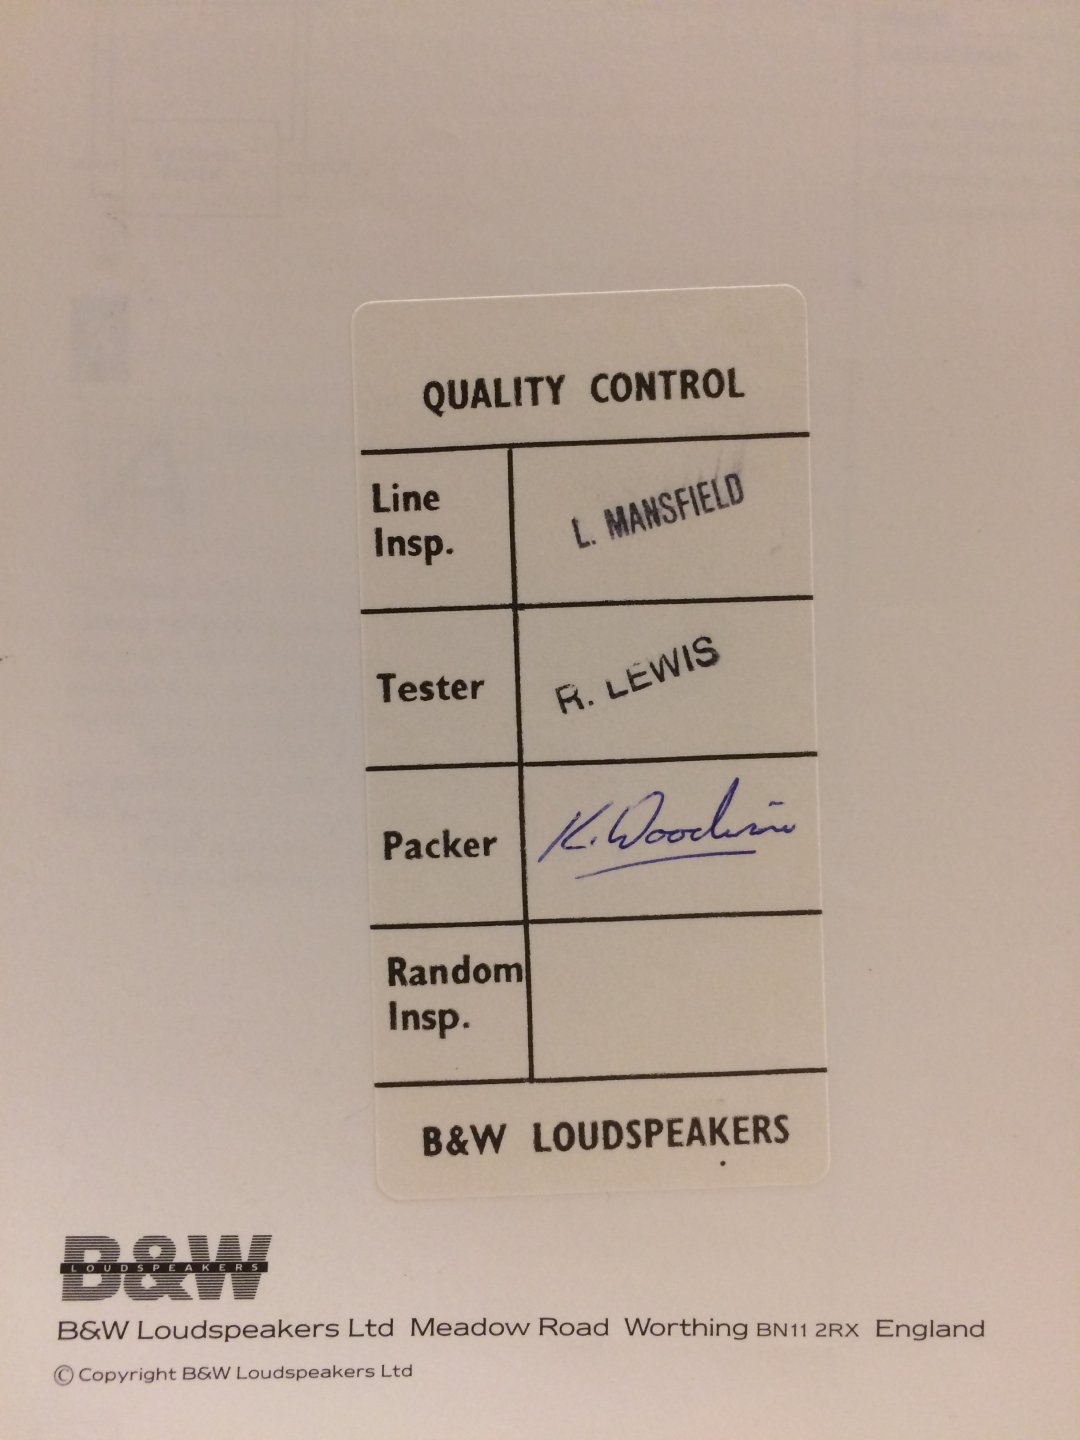 QUALITY CONTROL
Line
Insp.
L. MANSFIELD
Tester
R. LEWIS
Packer
K.
Random
Insp.
B&W LOUDSPEAKERS
B&W
LOUDSPEAKERS
B&W Loudspeakers Ltd Meadow Road Worthing BN11 2RX England
© Copyright B&W Loudspeakers Ltd